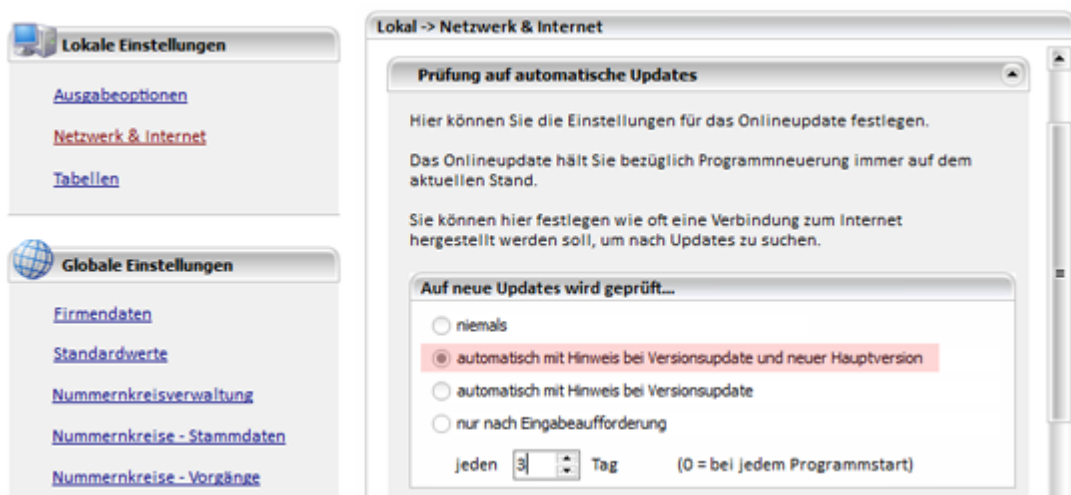 Lokale Einstellungen
Ausgabeoptionen
Netzwerk & Internet
Tabellen
Globale Einstellungen
Firmendaten
Standardwerte
Nummernkreisverwaltung
Nummernkreise - Stammdaten
Nummernkreise - Vorgänge
Lokal -> Netzwerk & Internet
Prüfung auf automatische Updates
Hier können Sie die Einstellungen für das Onlineupdate festlegen.
Das Onlineupdate hält Sie bezüglich Programmneuerung immer auf dem
aktuellen Stand.
Sie können hier festlegen wie oft eine Verbindung zum Internet
hergestellt werden soll, um nach Updates zu suchen.
Auf neue Updates wird geprüft...
niemals
automatisch mit Hinweis bei Versionsupdate und neuer Hauptversion
automatisch mit Hinweis bei Versionsupdate
nur nach Eingabeaufforderung
jeden 3 Tag (0 = bei jedem Programmstart)